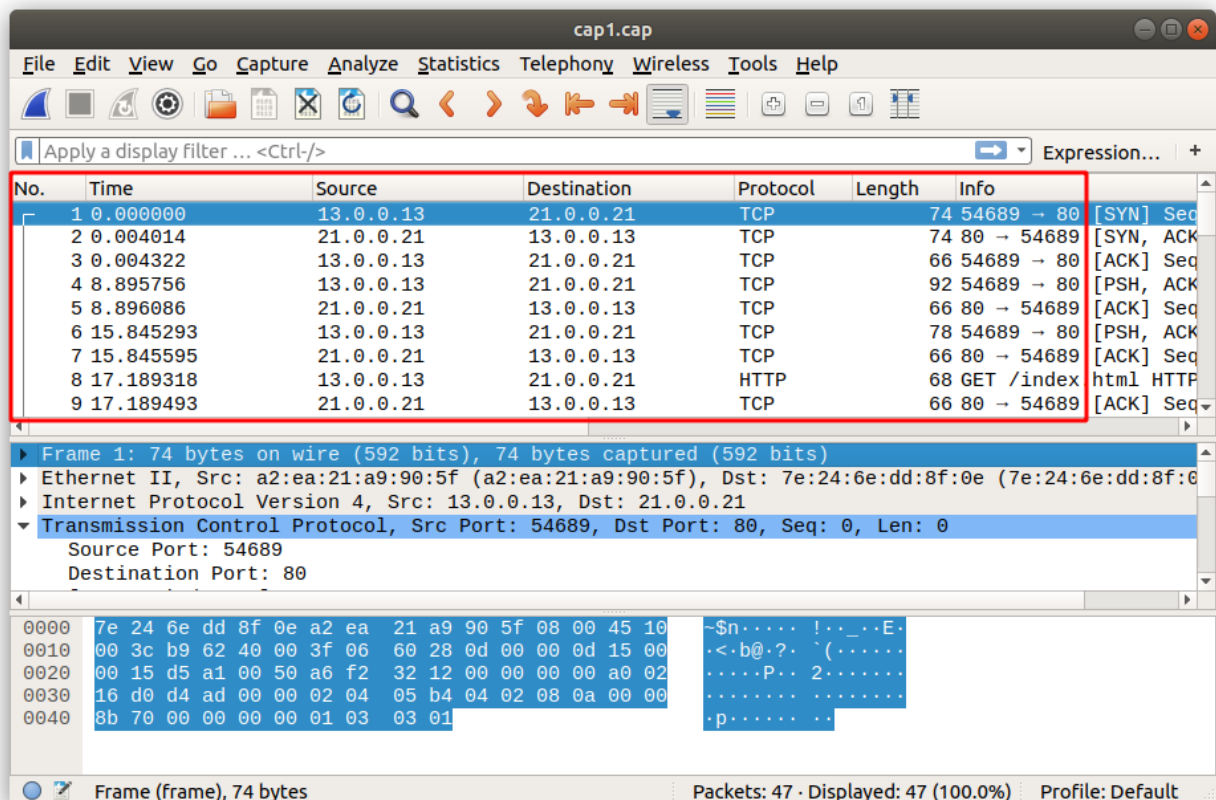 cap1.cap
File Edit View Go Capture Analyze Statistics Telephony Wireless Tools Help
Apply a display filter … <Ctrl-/> Expression… +
No. Time Source Destination Protocol Length Info
1 0.000000 13.0.0.13 21.0.0.21 TCP 74 54689 → 80 [SYN] Seq
2 0.004014 21.0.0.21 13.0.0.13 TCP 74 80 → 54689 [SYN, ACK
3 0.004322 13.0.0.13 21.0.0.21 TCP 66 54689 → 80 [ACK] Seq
4 8.895756 13.0.0.13 21.0.0.21 TCP 92 54689 → 80 [PSH, ACK
5 8.896086 21.0.0.21 13.0.0.13 TCP 66 80 → 54689 [ACK] Seq
6 15.845293 13.0.0.13 21.0.0.21 TCP 78 54689 → 80 [PSH, ACK
7 15.845595 21.0.0.21 13.0.0.13 TCP 66 80 → 54689 [ACK] Seq
8 17.189318 13.0.0.13 21.0.0.21 HTTP 68 GET /index.html HTTP
9 17.189493 21.0.0.21 13.0.0.13 TCP 66 80 → 54689 [ACK] Seq
Frame 1: 74 bytes on wire (592 bits), 74 bytes captured (592 bits)
Ethernet II, Src: a2:ea:21:a9:90:5f (a2:ea:21:a9:90:5f), Dst: 7e:24:6e:dd:8f:0e (7e:24:6e:dd:8f:0
Internet Protocol Version 4, Src: 13.0.0.13, Dst: 21.0.0.21
Transmission Control Protocol, Src Port: 54689, Dst Port: 80, Seq: 0, Len: 0
Source Port: 54689
Destination Port: 80
0000 7e 24 6e dd 8f 0e a2 ea 21 a9 90 5f 08 00 45 10 ~$n····· !··_··E·
0010 00 3c b9 62 40 00 3f 06 60 28 0d 00 00 0d 15 00 ·<·b@·?· `(······
0020 00 15 d5 a1 00 50 a6 f2 32 12 00 00 00 00 a0 02 ·····P·· 2·······
0030 16 d0 d4 ad 00 00 02 04 05 b4 04 02 08 0a 00 00 ········ ········
0040 8b 70 00 00 00 00 01 03 03 01 ·p······ ··
Frame (frame), 74 bytes Packets: 47 · Displayed: 47 (100.0%) Profile: Default